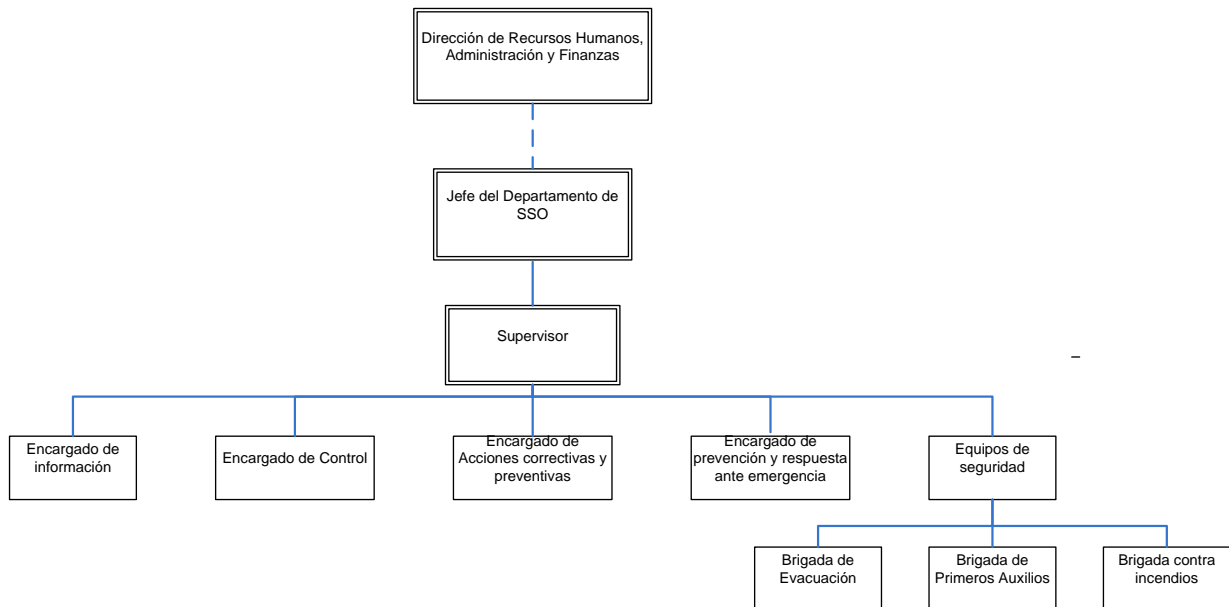 Dirección de Recursos Humanos,
Administración y Finanzas
Jefe del Departamento de
SSO
Supervisor
–
Encargado de
información
Encargado de Control
Encargado de
Acciones correctivas y
preventivas
Encargado de
prevención y respuesta
ante emergencia
Equipos de
seguridad
Brigada de
Evacuación
Brigada de
Primeros Auxilios
Brigada contra
incendios